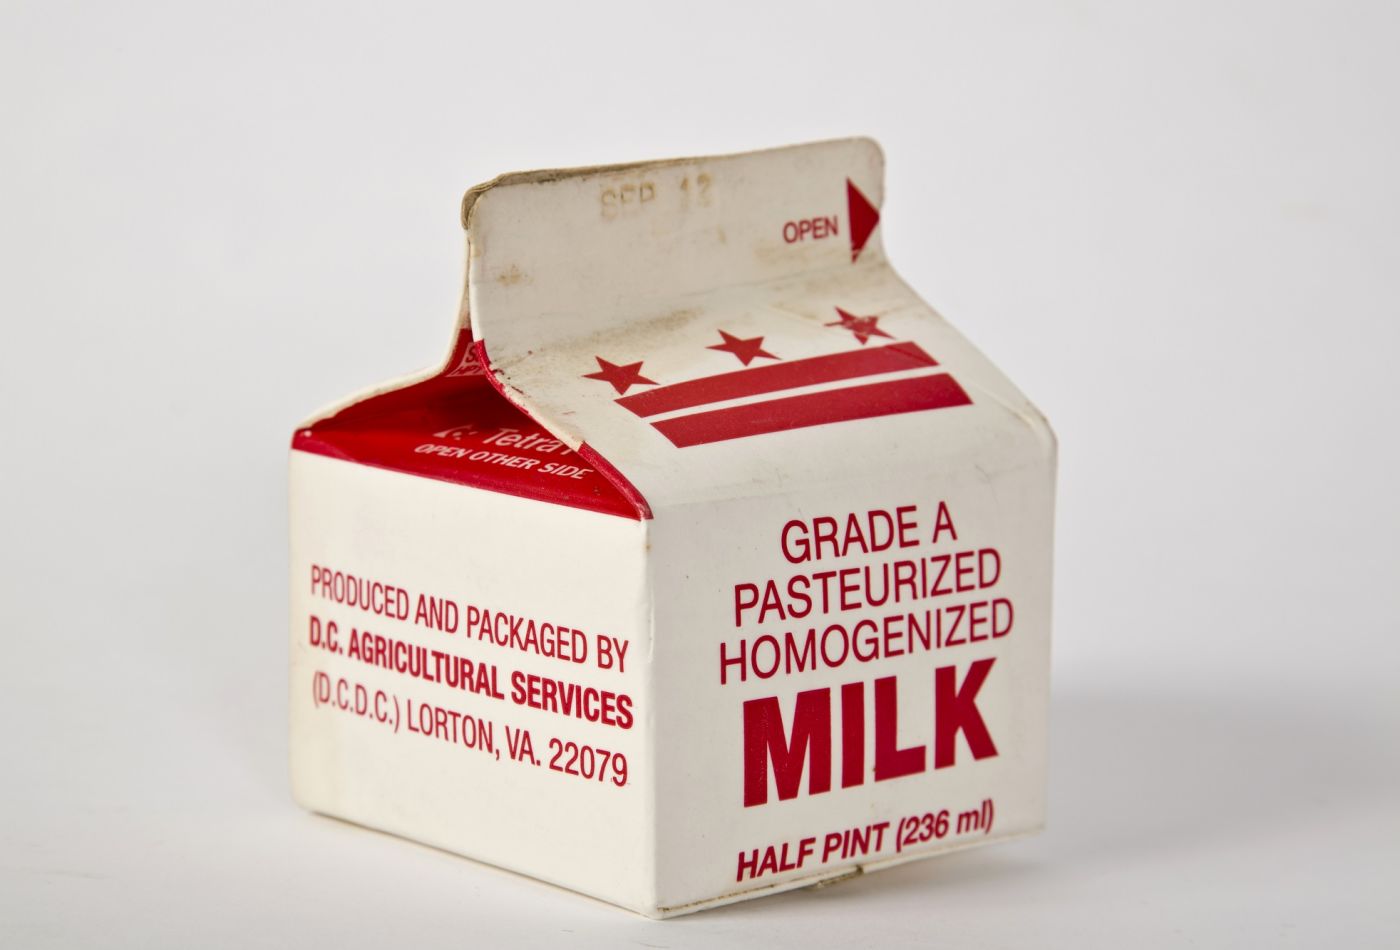 SEP 12
OPEN
Tetra
OPEN OTHER SIDE
PRODUCED AND PACKAGED BY
D.C. AGRICULTURAL SERVICES
(D.C.D.C.) LORTON, VA. 22079
GRADE A
PASTEURIZED
HOMOGENIZED
MILK
HALF PINT (236 ml)